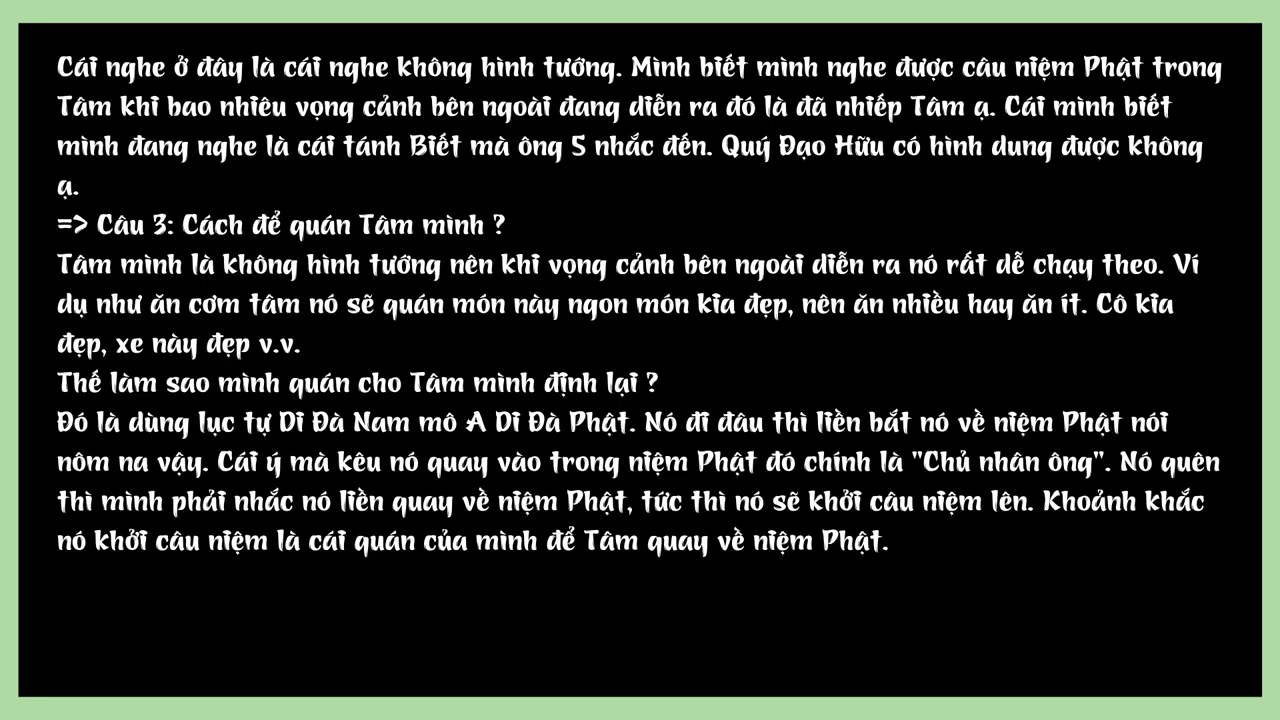 Cái nghe ở đây là cái nghe không hình tướng. Mình biết mình nghe được câu niệm Phật trong
Tâm khi bao nhiêu vọng cảnh bên ngoài đang diễn ra đó là đã nhiếp Tâm ạ. Cái mình biết
mình đang nghe là cái tánh Biết mà ông 5 nhắc đến. Quý Đạo Hữu có hình dung được không
ạ.
=> Câu 3: Cách để quán Tâm mình ?
Tâm mình là không hình tướng nên khi vọng cảnh bên ngoài diễn ra nó rất dễ chạy theo. Ví
dụ như ăn cơm tâm nó sẽ quán món này ngon món kia đẹp, nên ăn nhiều hay ăn ít. Cô kia
đẹp, xe này đẹp v.v.
Thế làm sao mình quán cho Tâm mình định lại ?
Đó là dùng lục tự Di Đà Nam mô A Di Đà Phật. Nó đi đâu thì liền bắt nó về niệm Phật nói
nôm na vậy. Cái ý mà kêu nó quay vào trong niệm Phật đó chính là "Chủ nhân ông". Nó quên
thì mình phải nhắc nó liền quay về niệm Phật, tức thì nó sẽ khởi câu niệm lên. Khoảnh khắc
nó khởi câu niệm là cái quán của mình để Tâm quay về niệm Phật.